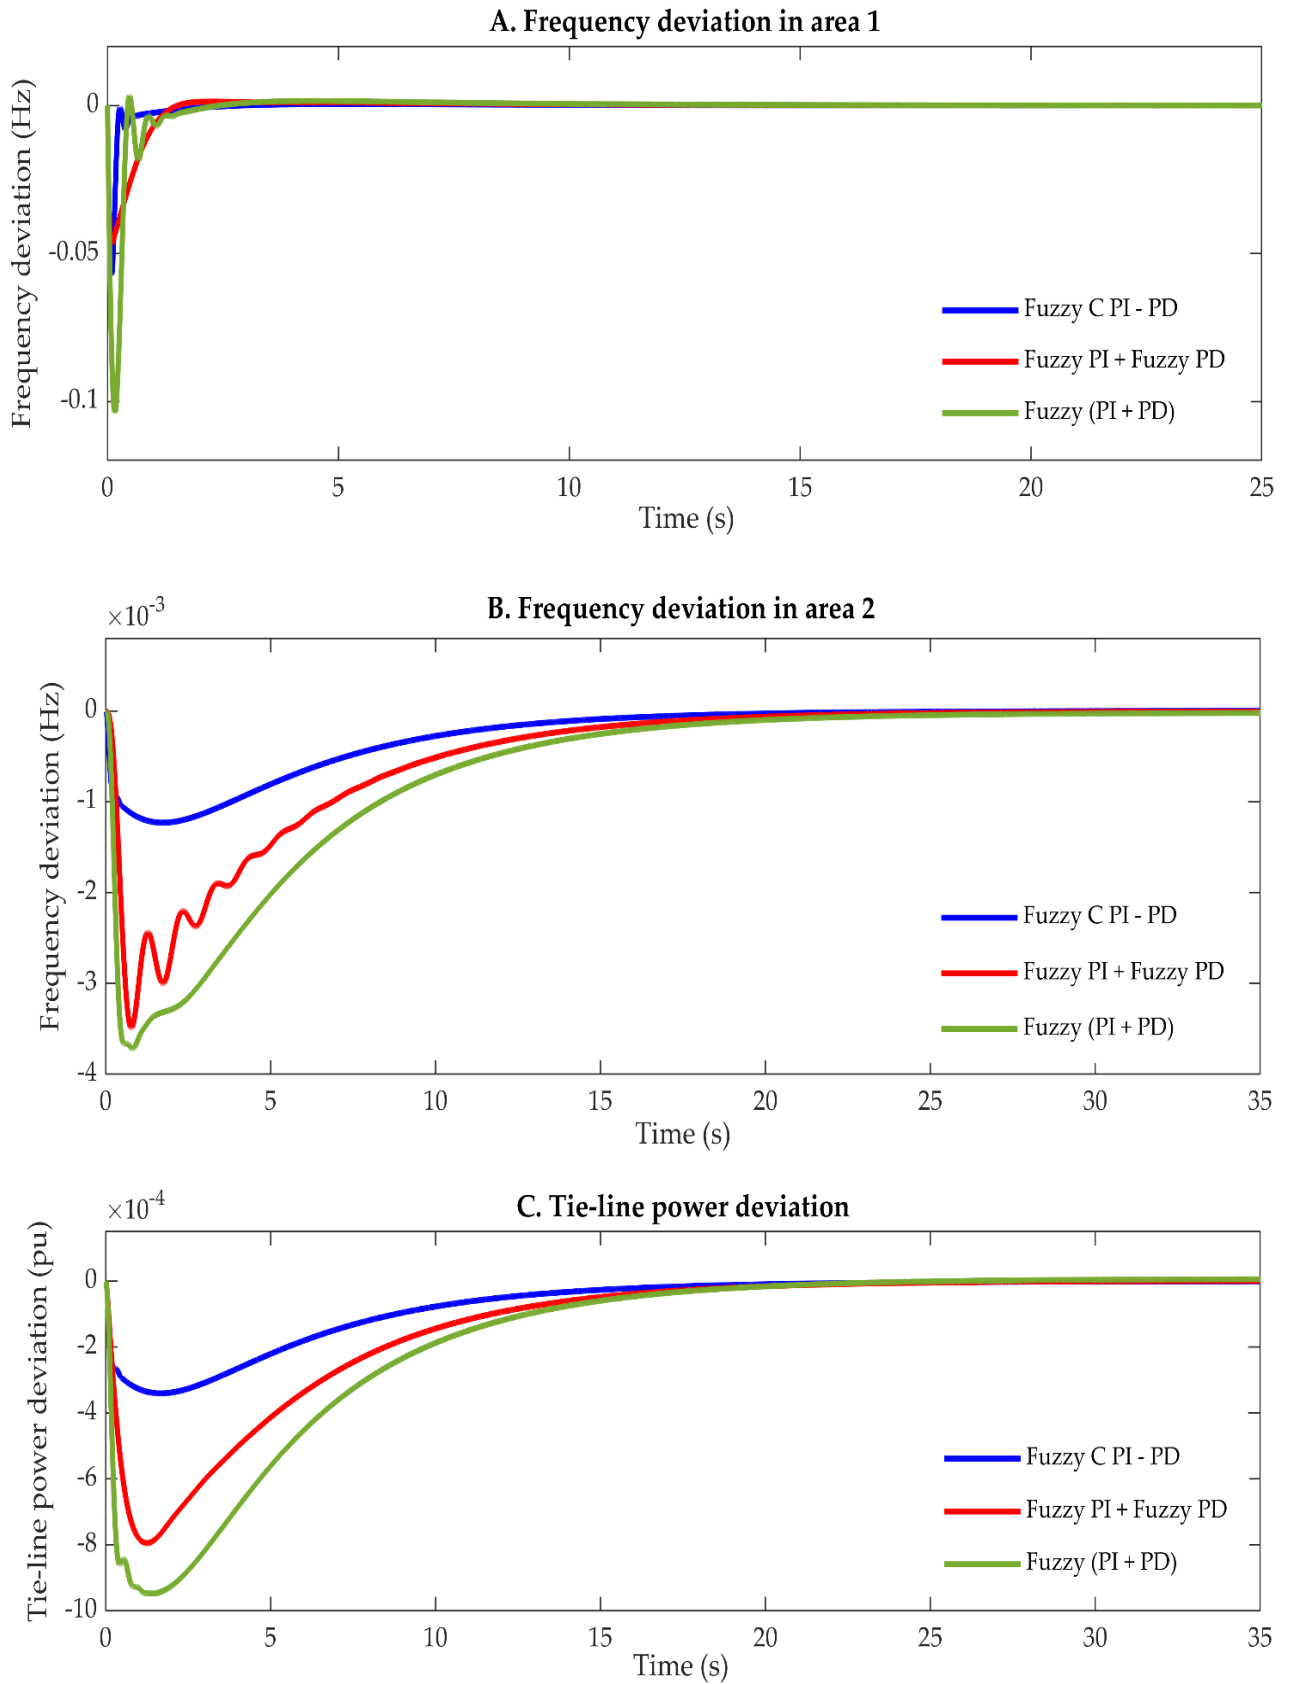 A. Frequency deviation in area 1
Frequency deviation (Hz)
0
-0.05
-0.1
Fuzzy C PI - PD
Fuzzy PI + Fuzzy PD
Fuzzy (PI + PD)
0 5 10 15 20 25
Time (s)
×10-3
B. Frequency deviation in area 2
Frequency deviation (Hz)
0
-1
-2
-3
-4
Fuzzy C PI - PD
Fuzzy PI + Fuzzy PD
Fuzzy (PI + PD)
0 5 10 15 20 25 30 35
Time (s)
×10-4
C. Tie-line power deviation
Tie-line power deviation (pu)
0
-2
-4
-6
-8
-10
Fuzzy C PI - PD
Fuzzy PI + Fuzzy PD
Fuzzy (PI + PD)
0 5 10 15 20 25 30 35
Time (s)